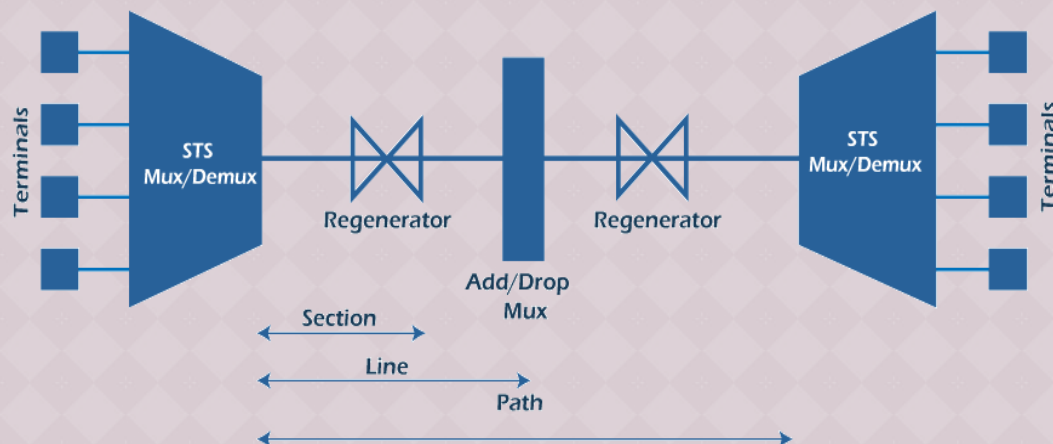 Terminals
STS
Mux/Demux
Regenerator
Add/Drop
Mux
Regenerator
STS
Mux/Demux
Terminals
Section
Line
Path